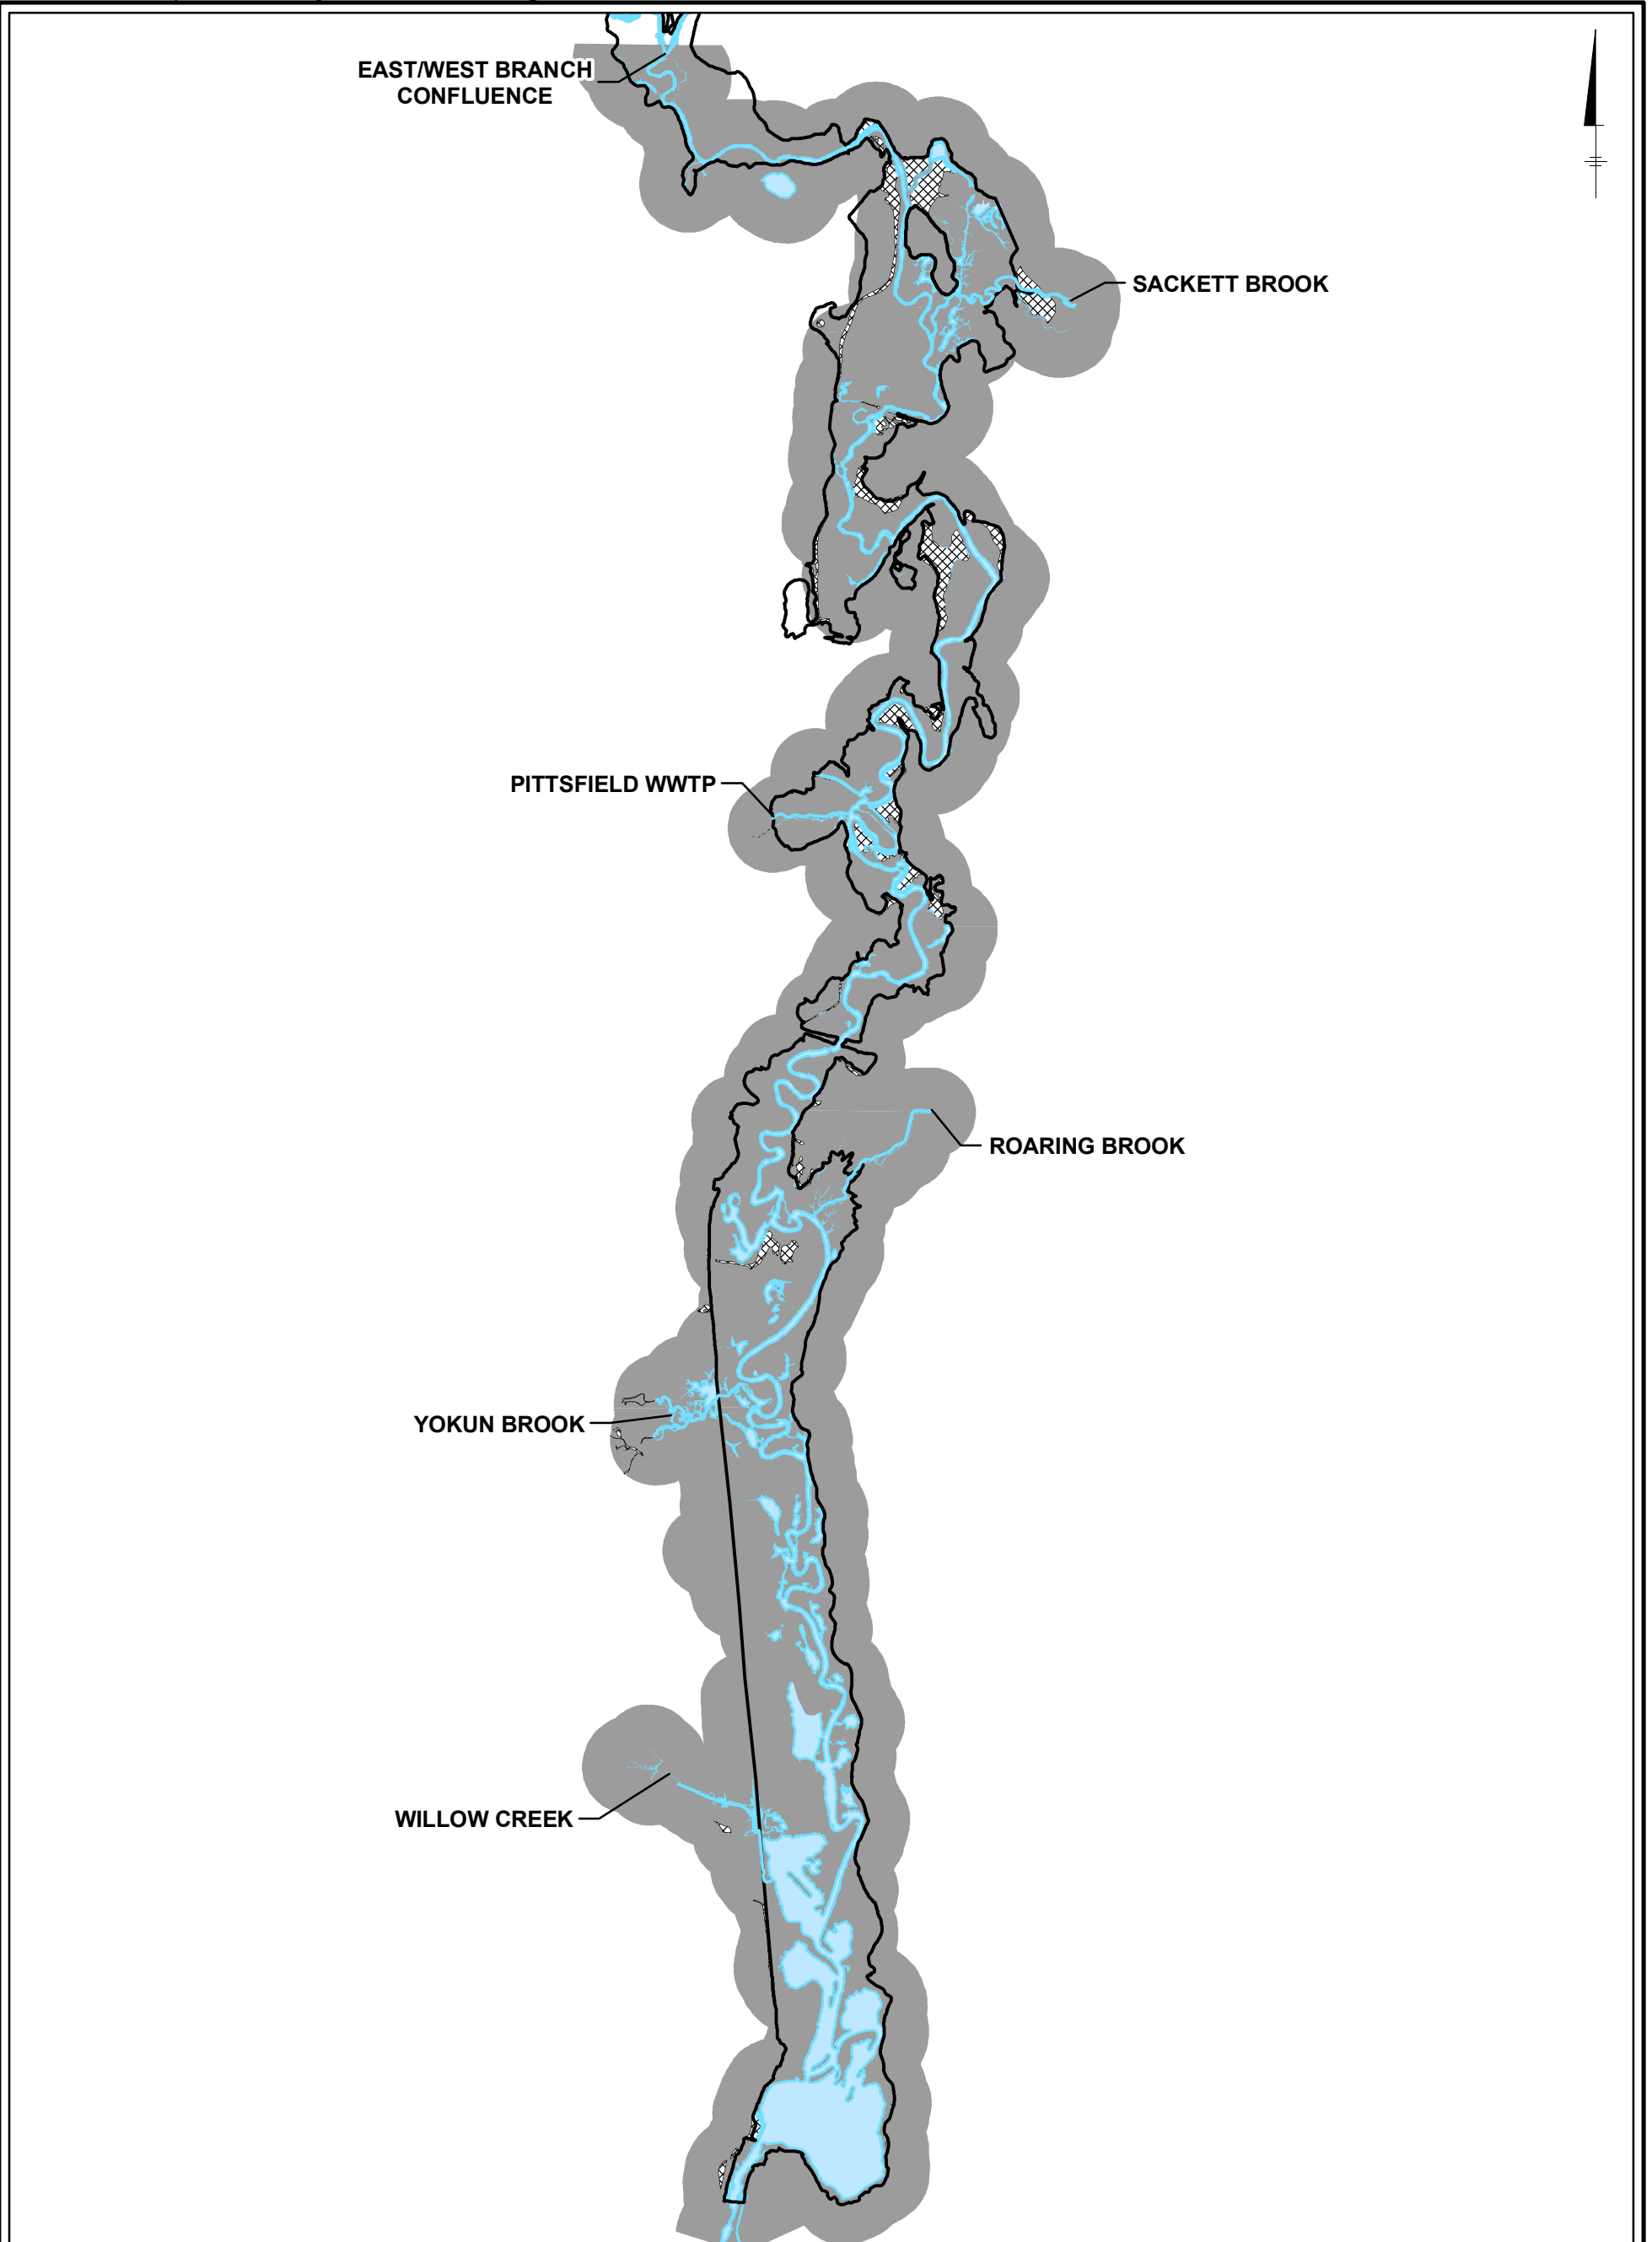 EAST/WEST BRANCH
CONFLUENCE
SACKETT BROOK
PITTSFIELD WWTP
ROARING BROOK
YOKUN BROOK
WILLOW CREEK